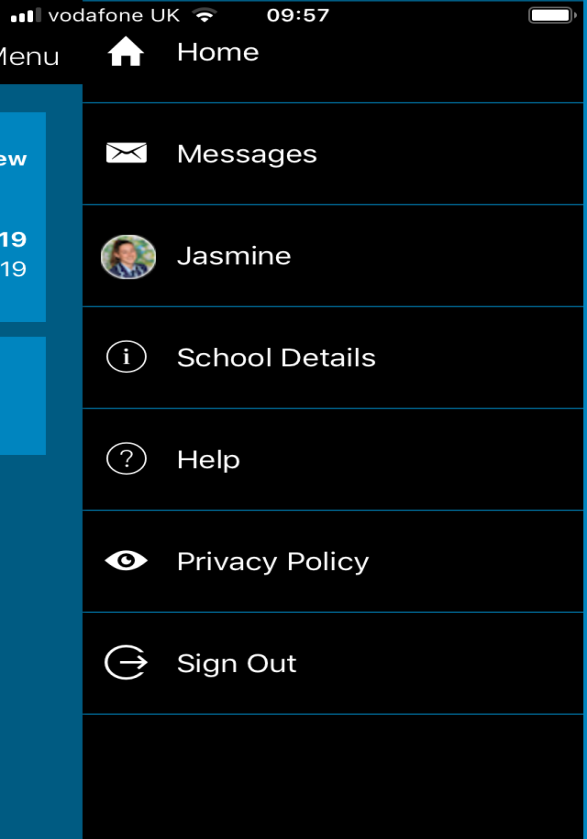 vodafone UK 09:57
Menu
Home
ew
Messages
19
19
Jasmine
School Details
Help
Privacy Policy
Sign Out